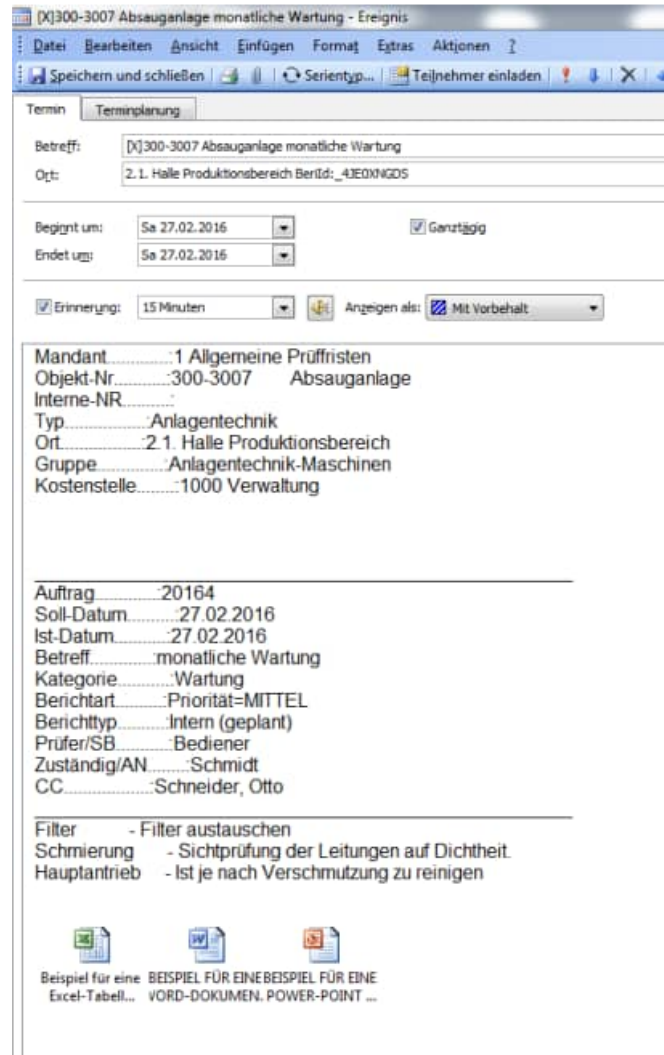 [X]300-3007 Absauganlage monatliche Wartung - Ereignis
Datei Bearbeiten Ansicht Einfügen Format Extras Aktionen ?
Speichern und schließen Serientyp... Teilnehmer einladen
Termin Terminplanung
Betreff: [X]300-3007 Absauganlage monatliche Wartung
Ort: 2.1. Halle Produktionsbereich BerIId:_4JE0XNGDS
Beginnt um: Sa 27.02.2016 Ganztägig
Endet um: Sa 27.02.2016
Erinnerung: 15 Minuten Anzeigen als: Mit Vorbehalt
Mandant..............:1 Allgemeine Prüffristen
Objekt-Nr............:300-3007 Absauganlage
Interne-NR...........:
Typ..................:Anlagentechnik
Ort..................:2.1. Halle Produktionsbereich
Gruppe...............:Anlagentechnik-Maschinen
Kostenstelle.........:1000 Verwaltung
Auftrag..............:20164
Soll-Datum...........:27.02.2016
Ist-Datum............:27.02.2016
Betreff..............:monatliche Wartung
Kategorie............:Wartung
Berichtart...........:Priorität=MITTEL
Berichttyp...........:Intern (geplant)
Prüfer/SB............:Bediener
Zuständig/AN.........:Schmidt
CC...................:Schneider, Otto
Filter - Filter austauschen
Schmierung - Sichtprüfung der Leitungen auf Dichtheit.
Hauptantrieb - Ist je nach Verschmutzung zu reinigen
Beispiel für eine BEISPIEL FÜR EINE BEISPIEL FÜR EINE
Excel-Tabell... WORD-DOKUMEN. POWER-POINT ...